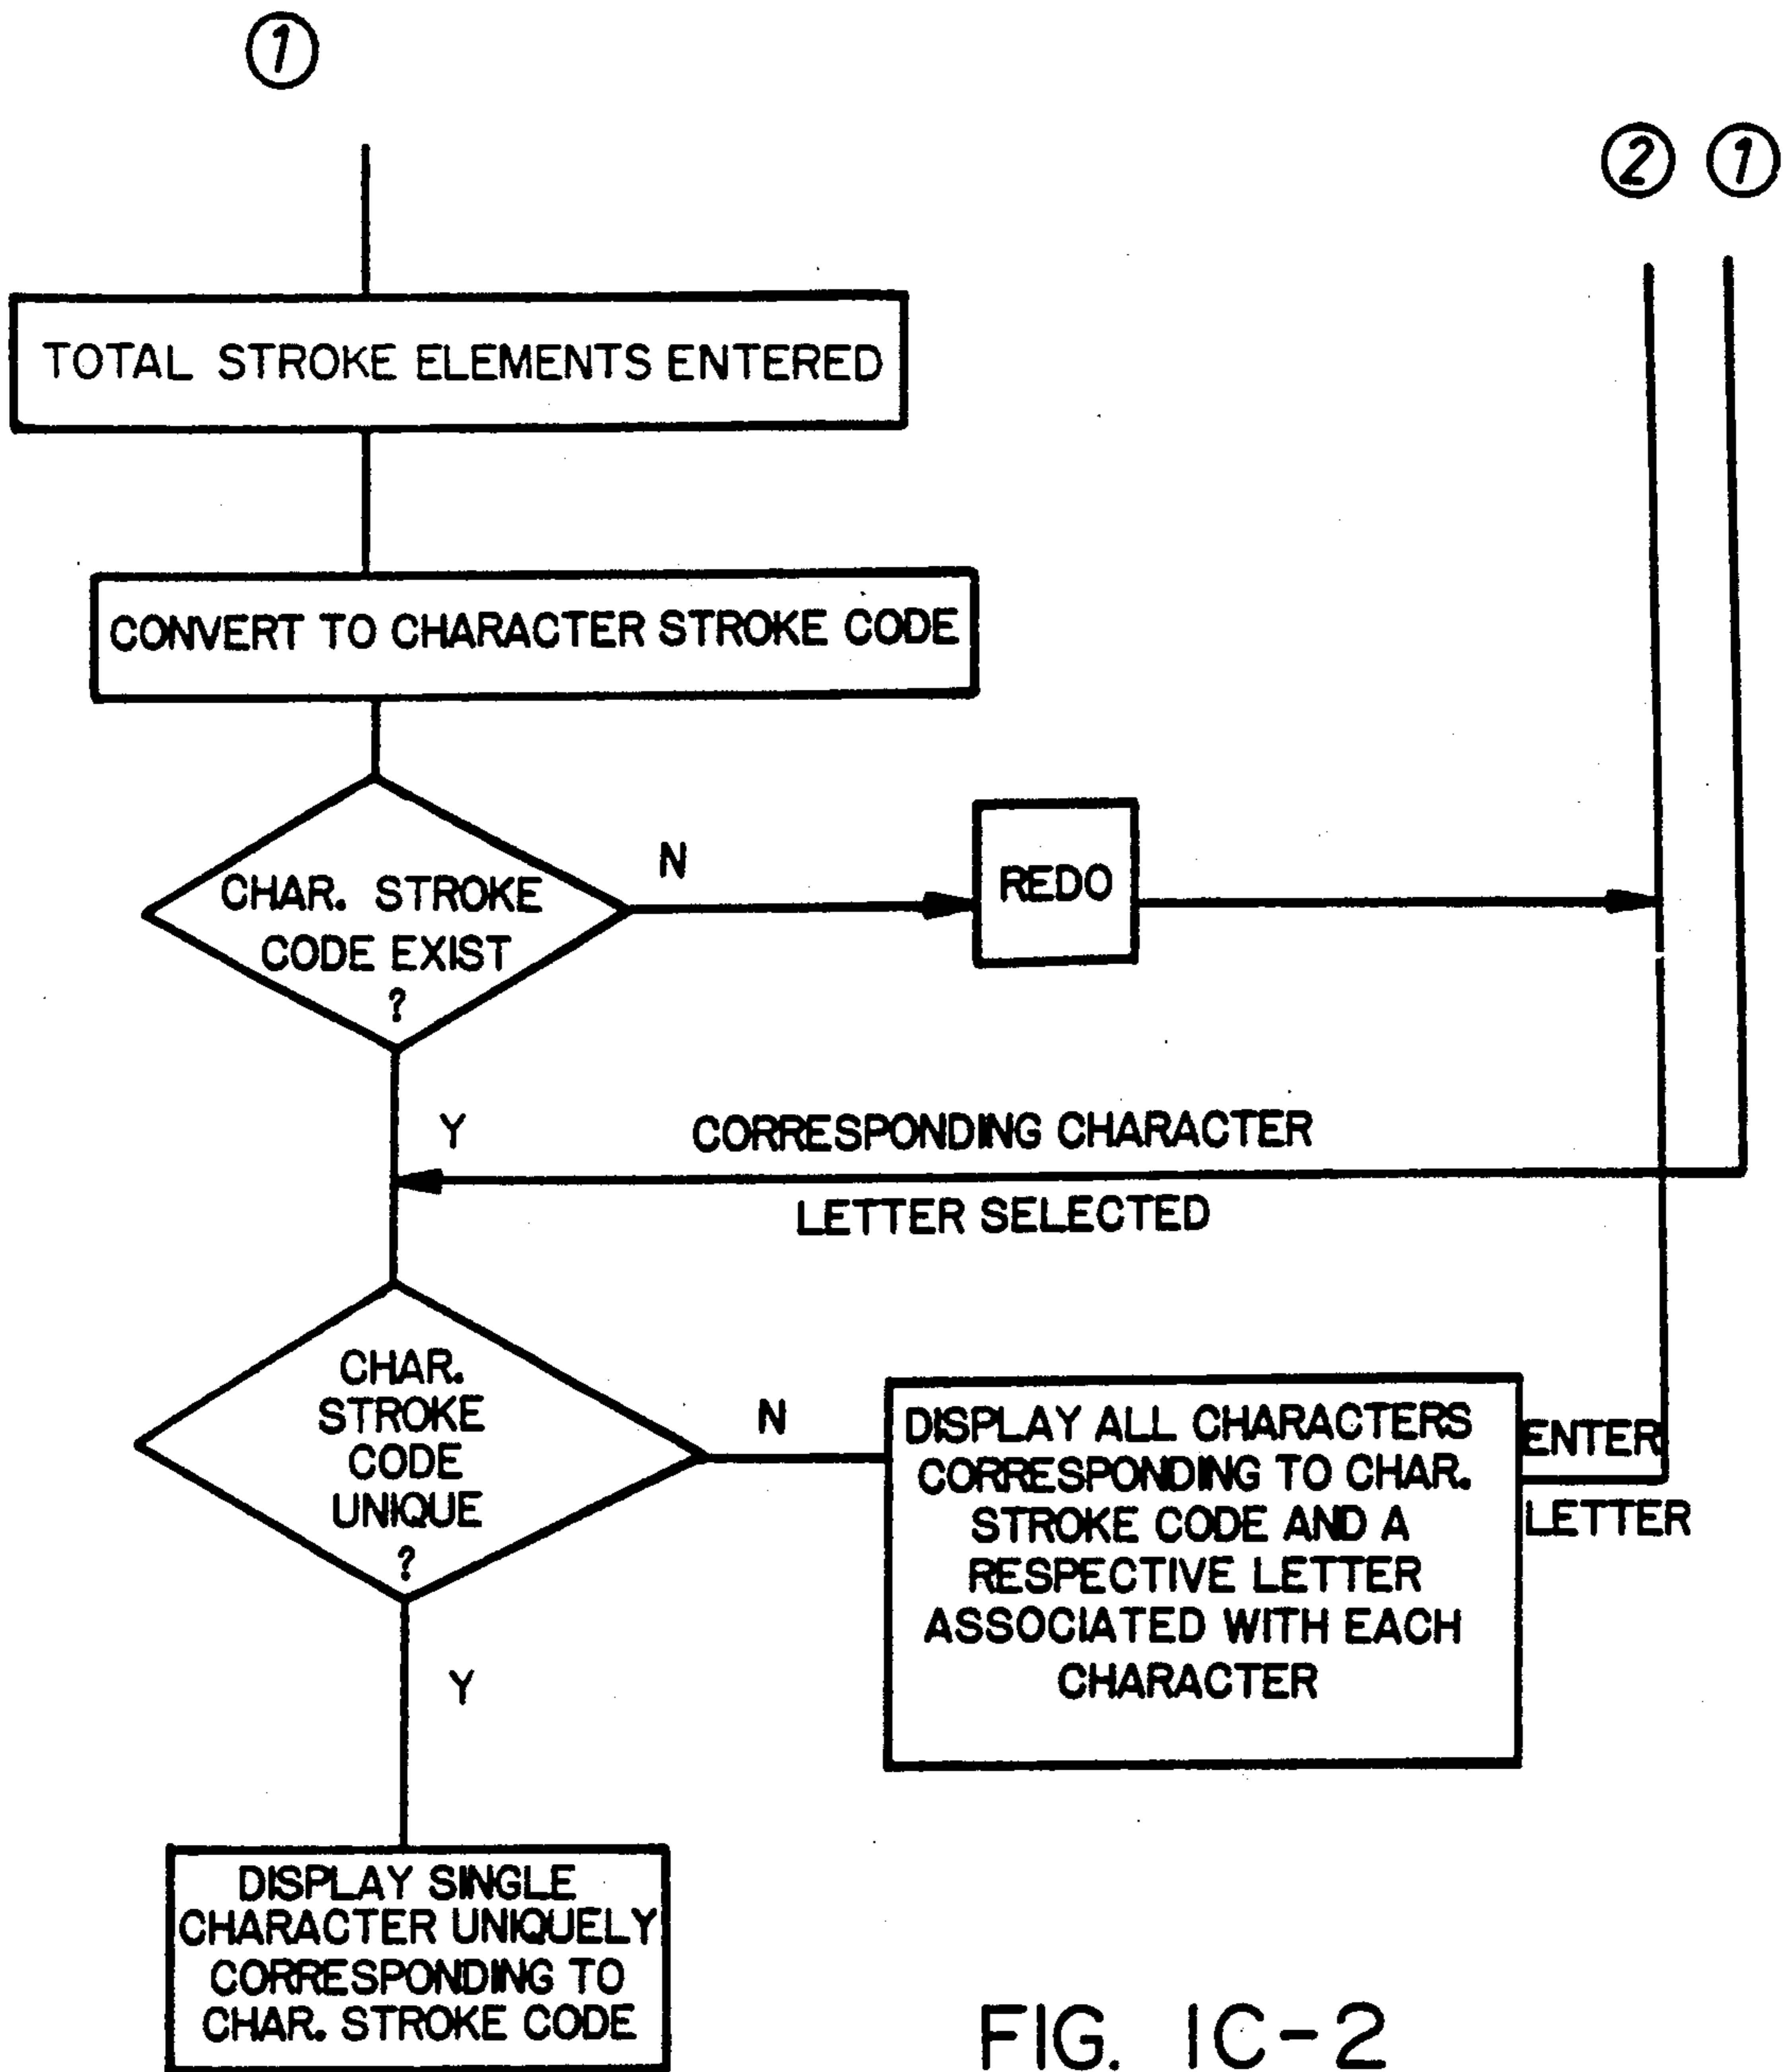 1
2 1
TOTAL STROKE ELEMENTS ENTERED
CONVERT TO CHARACTER STROKE CODE
CHAR. STROKE
CODE EXIST
?
N
REDO
Y
CORRESPONDING CHARACTER
LETTER SELECTED
CHAR.
STROKE
CODE
UNIQUE
?
N
DISPLAY ALL CHARACTERS
CORRESPONDING TO CHAR.
STROKE CODE AND A
RESPECTIVE LETTER
ASSOCIATED WITH EACH
CHARACTER
ENTER
LETTER
Y
DISPLAY SINGLE
CHARACTER UNIQUELY
CORRESPONDING TO
CHAR. STROKE CODE
FIG. 1C-2